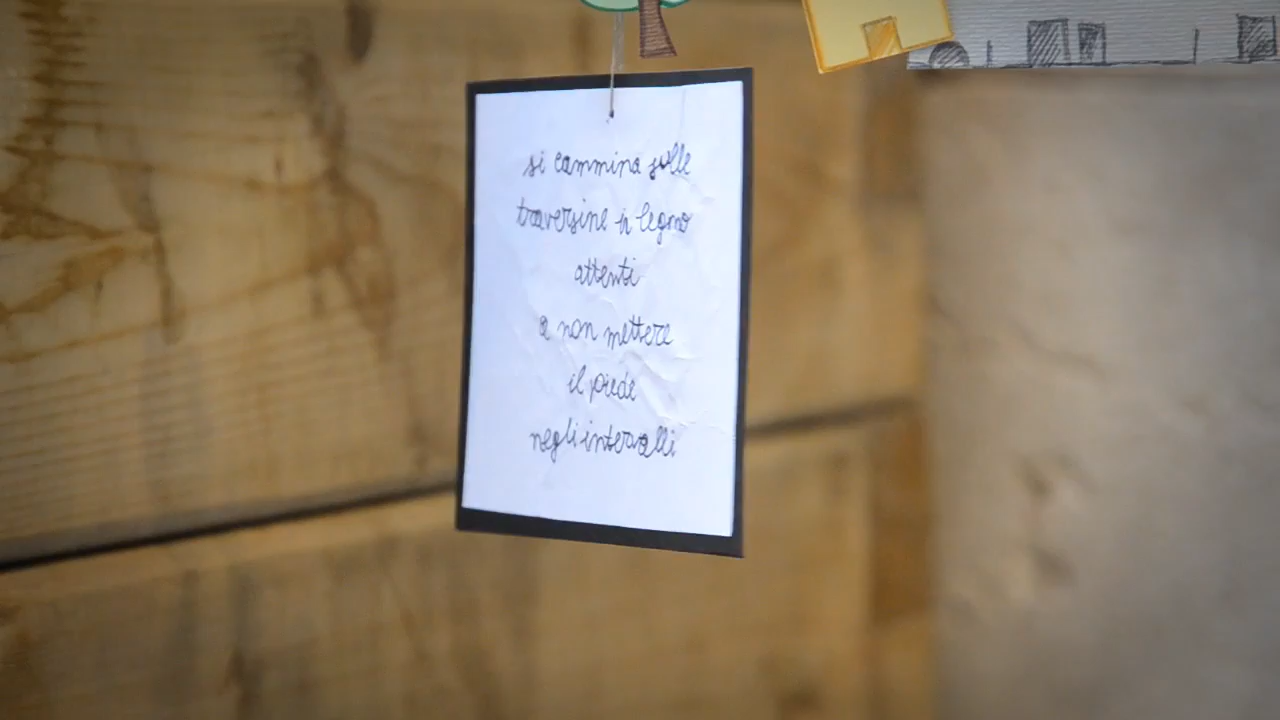 si cammina sulle
traversine in legno
attenti
a non mettere
il piede
negli intervalli